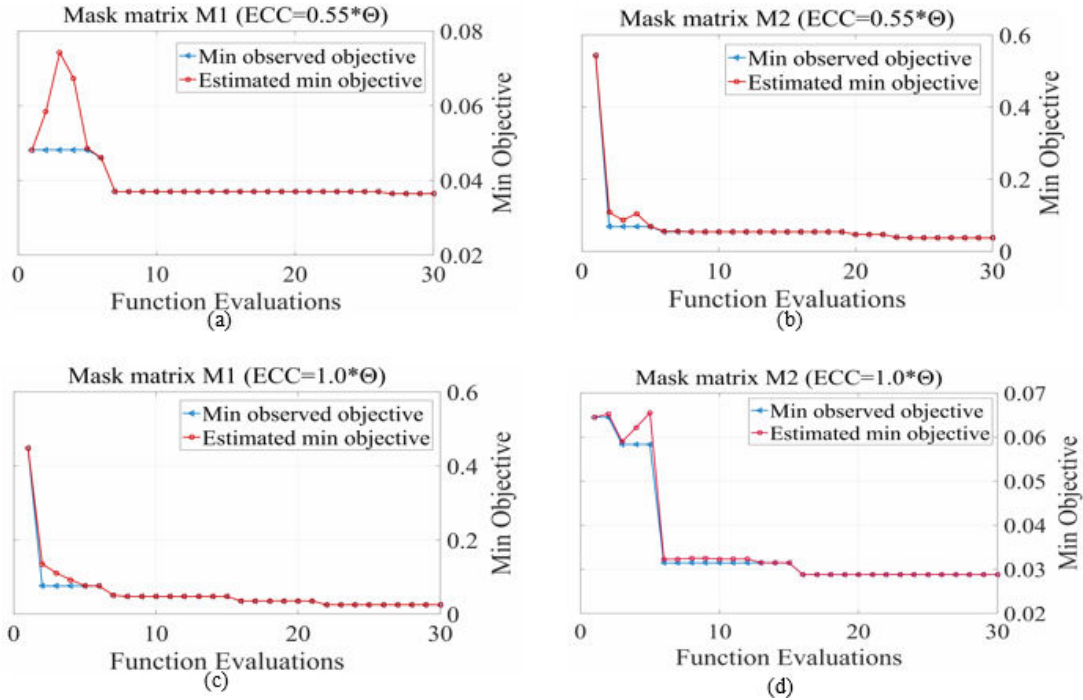 Mask matrix M1 (ECC=0.55*Θ)
Min observed objective
Estimated min objective
0.08
0.06
0.04
0.02
Min Objective
0
10
20
30
Function Evaluations
(a)
Mask matrix M2 (ECC=0.55*Θ)
Min observed objective
Estimated min objective
0.6
0.4
0.2
0
Min Objective
0
10
20
30
Function Evaluations
(b)
Mask matrix M1 (ECC=1.0*Θ)
Min observed objective
Estimated min objective
0.6
0.4
0.2
0
Min Objective
0
10
20
30
Function Evaluations
(c)
Mask matrix M2 (ECC=1.0*Θ)
Min observed objective
Estimated min objective
0.07
0.06
0.05
0.04
0.03
0.02
Min Objective
0
10
20
30
Function Evaluations
(d)